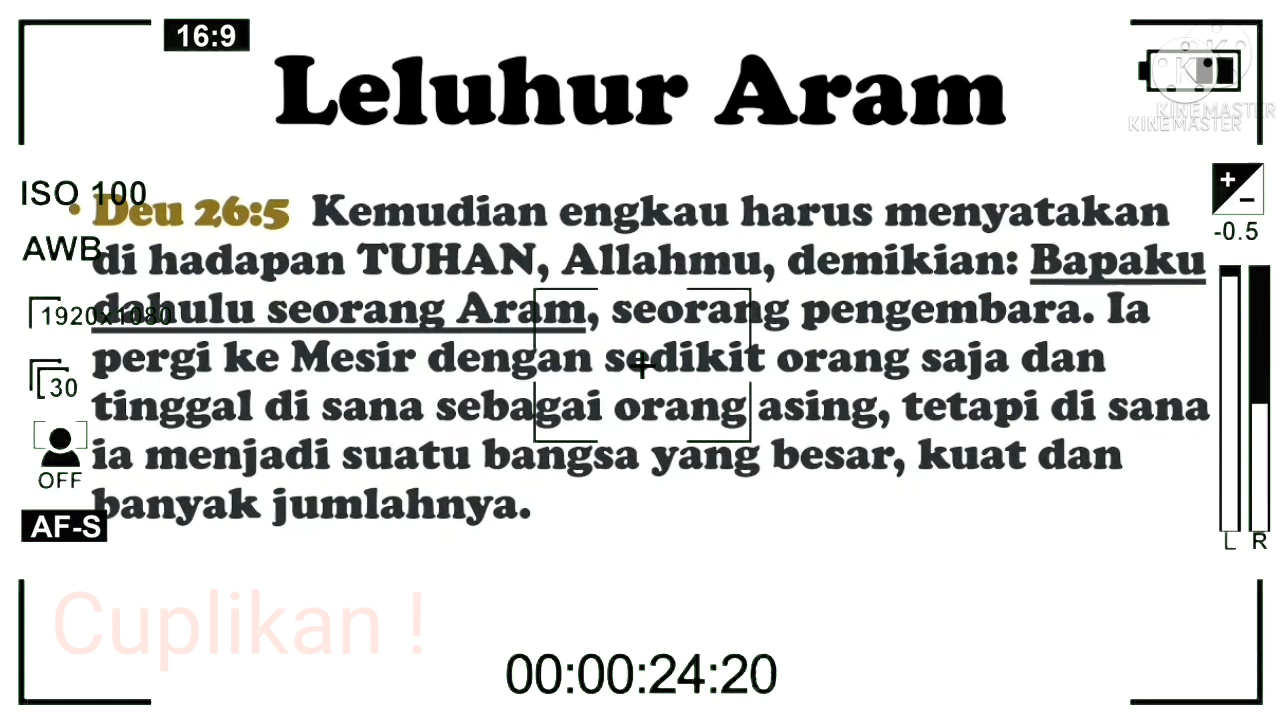 16:9
Leluhur Aram
KINEMASTER
KINEMASTER
ISO 100
AWB
• Deu 26:5 Kemudian engkau harus menyatakan
di hadapan TUHAN, Allahmu, demikian: Bapaku
dahulu seorang Aram, seorang pengembara. Ia
pergi ke Mesir dengan sedikit orang saja dan
tinggal di sana sebagai orang asing, tetapi di sana
ia menjadi suatu bangsa yang besar, kuat dan
banyak jumlahnya.
1920x1080
30
OFF
AF-S
+
-
-0.5
L R
Cuplikan !
00:00:24:20